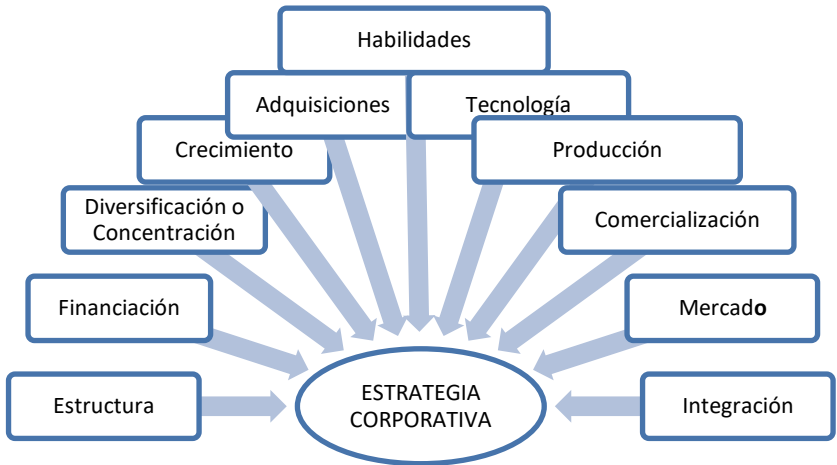 Habilidades
Adquisiciones
Tecnología
Crecimiento
Producción
Diversificación o
Concentración
Comercialización
Financiación
Mercado
Estructura
ESTRATEGIA
CORPORATIVA
Integración